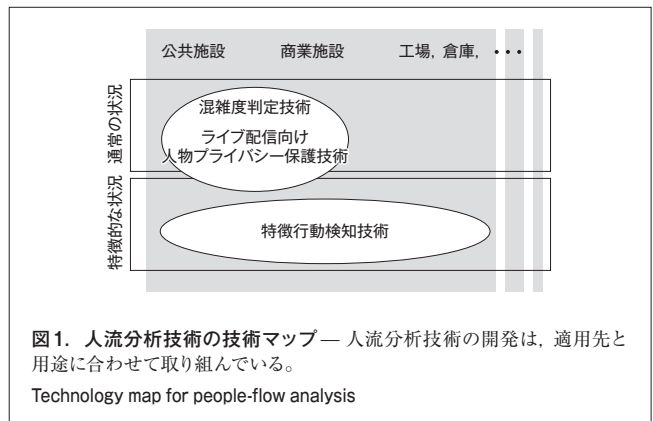 公共施設 商業施設 工場, 倉庫, ・・・
通常の状況
混雑度判定技術
ライブ配信向け
人物プライバシー保護技術
特徴的な状況
特徴行動検知技術
図1. 人流分析技術の技術マップ — 人流分析技術の開発は, 適用先と
用途に合わせて取り組んでいる。
Technology map for people-flow analysis